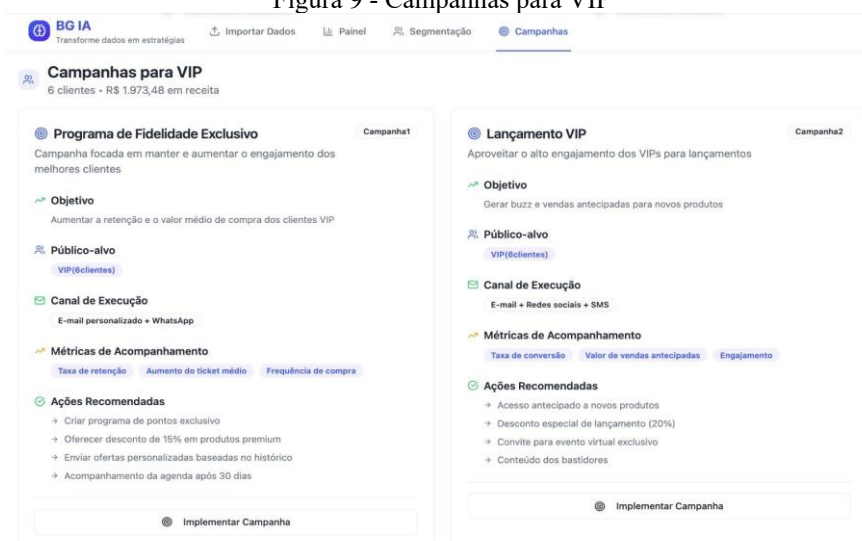 Figura 9 - Campanhas para VIP
BG IA
Transforme dados em estratégias
Importar Dados
Painel
Segmentação
Campanhas
Campanhas para VIP
6 clientes • R$ 1.973,48 em receita
Programa de Fidelidade Exclusivo
Campanha1
Campanha focada em manter e aumentar o engajamento dos
melhores clientes
Objetivo
Aumentar a retenção e o valor médio de compra dos clientes VIP
Público-alvo
VIP(6clientes)
Canal de Execução
E-mail personalizado + WhatsApp
Métricas de Acompanhamento
Taxa de retenção Aumento do ticket médio Frequência de compra
Ações Recomendadas
→ Criar programa de pontos exclusivo
→ Oferecer desconto de 15% em produtos premium
→ Enviar ofertas personalizadas baseadas no histórico
→ Acompanhamento da agenda após 30 dias
Implementar Campanha
Lançamento VIP
Campanha2
Aproveitar o alto engajamento dos VIPs para lançamentos
Objetivo
Gerar buzz e vendas antecipadas para novos produtos
Público-alvo
VIP(6clientes)
Canal de Execução
E-mail + Redes sociais + SMS
Métricas de Acompanhamento
Taxa de conversão Valor de vendas antecipadas Engajamento
Ações Recomendadas
→ Acesso antecipado a novos produtos
→ Desconto especial de lançamento (20%)
→ Convite para evento virtual exclusivo
→ Conteúdo dos bastidores
Implementar Campanha